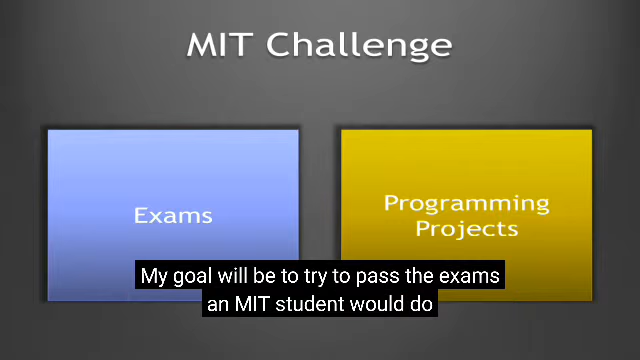 MIT Challenge
Exams
Programming
Projects
My goal will be to try to pass the exams
an MIT student would do